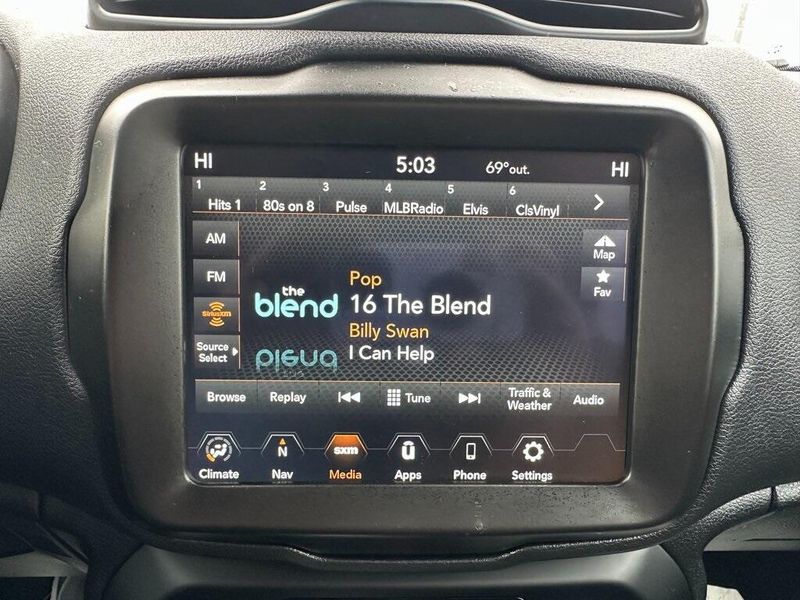 HI 5:03 69°out. HI
1 2 3 4 5 6
Hits 1 80s on 8 Pulse MLBRadio Elvis ClsVinyl
AM
FM
SiriusXM
Source
Select
Map
Fav
the
blend
Pop
16 The Blend
Billy Swan
I Can Help
Browse Replay Tune Traffic &
Weather Audio
N sxm ū
Climate Nav Media Apps Phone Settings